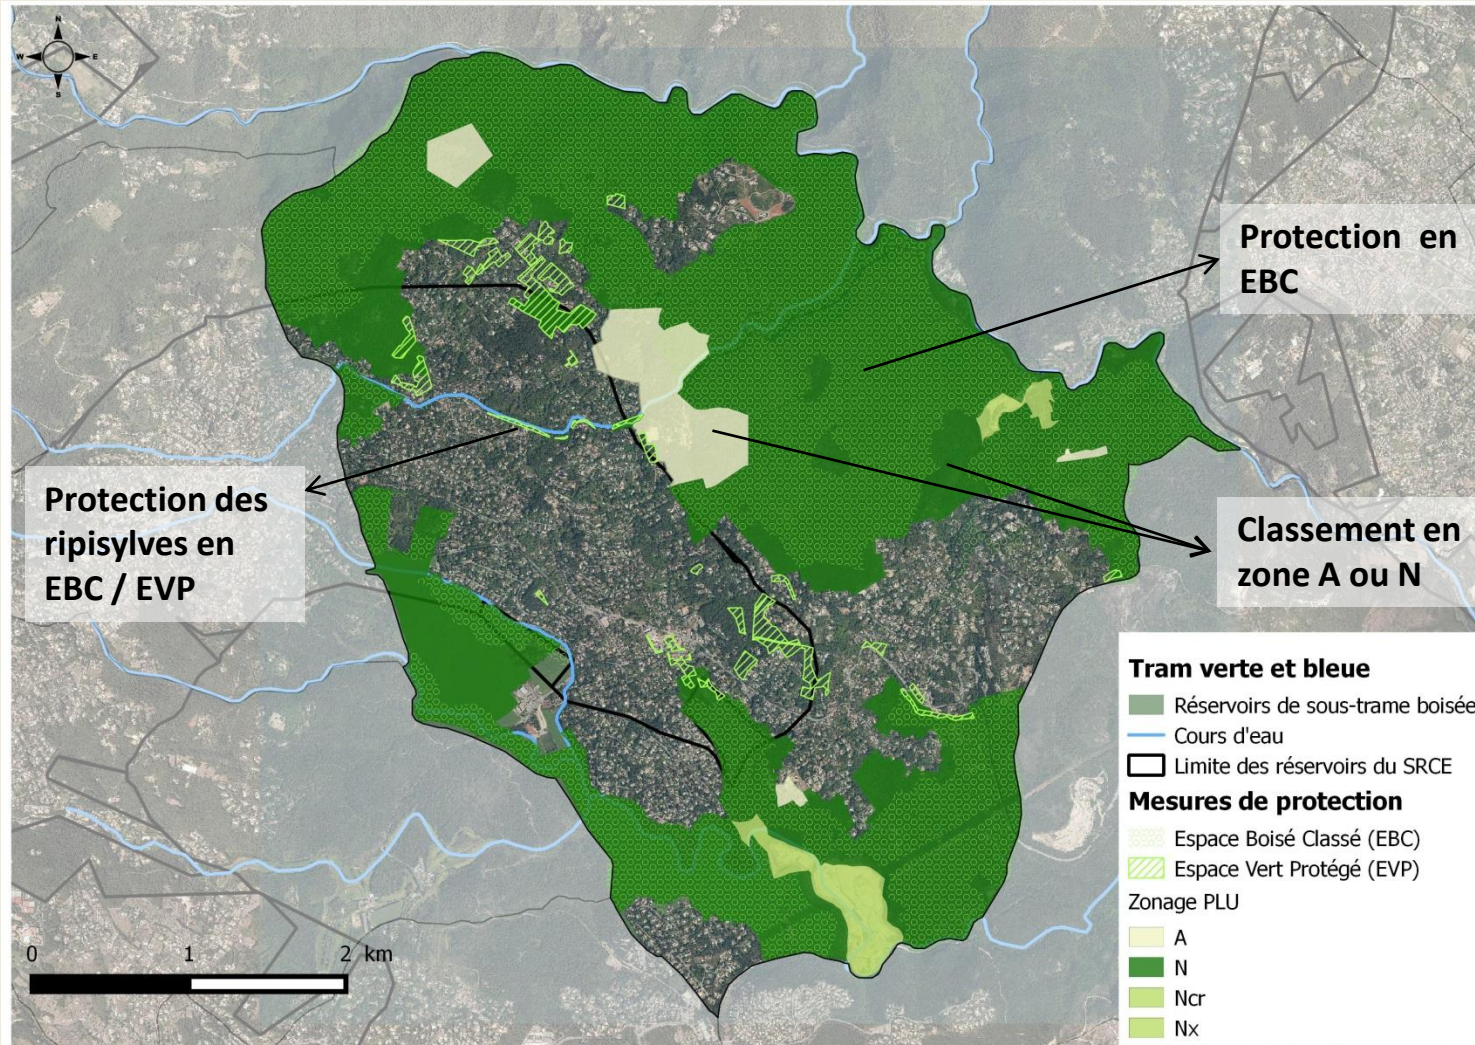 N
W
E
S
Protection en
EBC
Protection des
ripisylves en
EBC / EVP
Classement en
zone A ou N
Tram verte et bleue
Réservoirs de sous-trame boisée
Cours d'eau
Limite des réservoirs du SRCE
Mesures de protection
Espace Boisé Classé (EBC)
Espace Vert Protégé (EVP)
Zonage PLU
A
N
Ncr
Nx
0 1 2 km